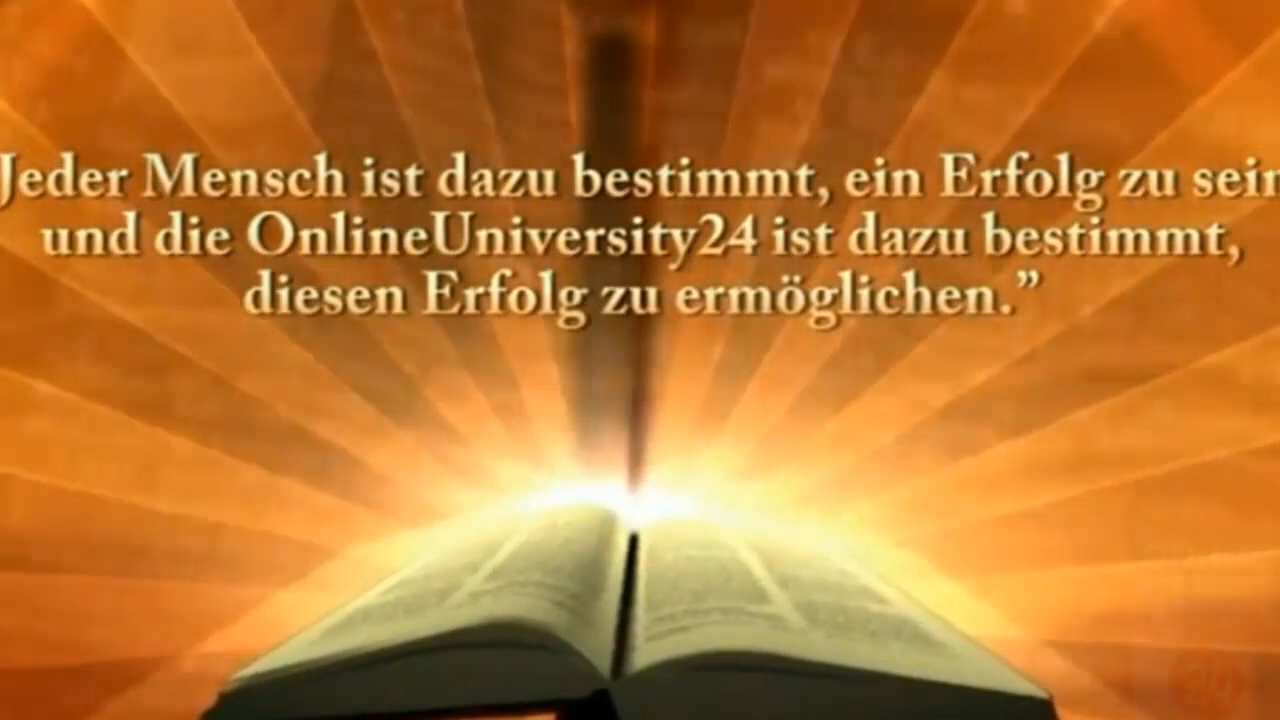 Jeder Mensch ist dazu bestimmt, ein Erfolg zu sein
und die OnlineUniversity24 ist dazu bestimmt,
diesen Erfolg zu ermöglichen.”